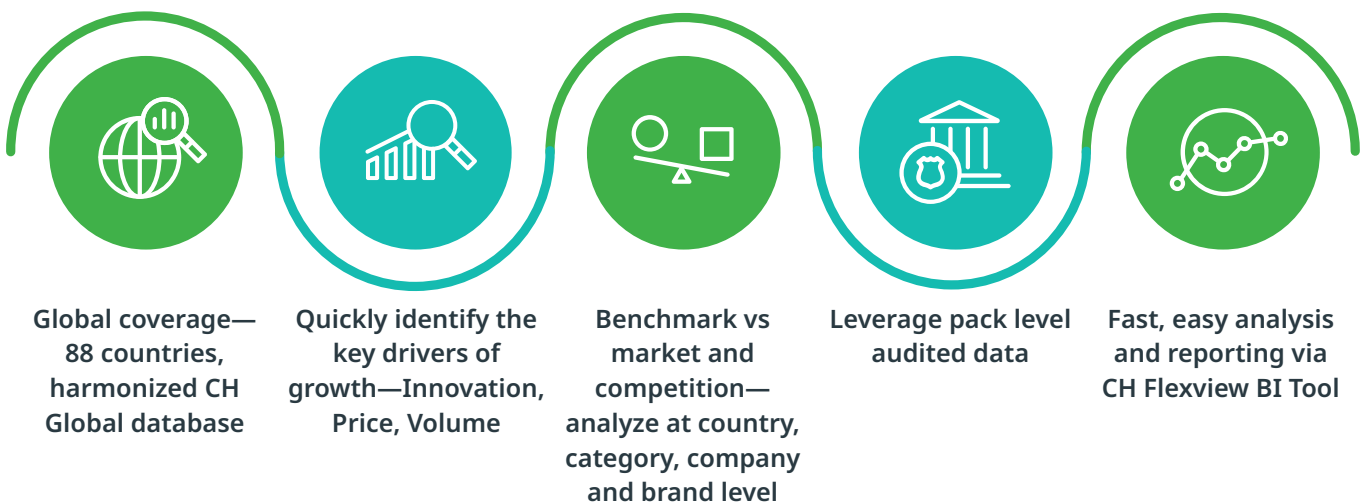 Global coverage—
88 countries,
harmonized CH
Global database
Quickly identify the
key drivers of
growth—Innovation,
Price, Volume
Benchmark vs
market and
competition—
analyze at country,
category, company
and brand level
Leverage pack level
audited data
Fast, easy analysis
and reporting via
CH Flexview BI Tool